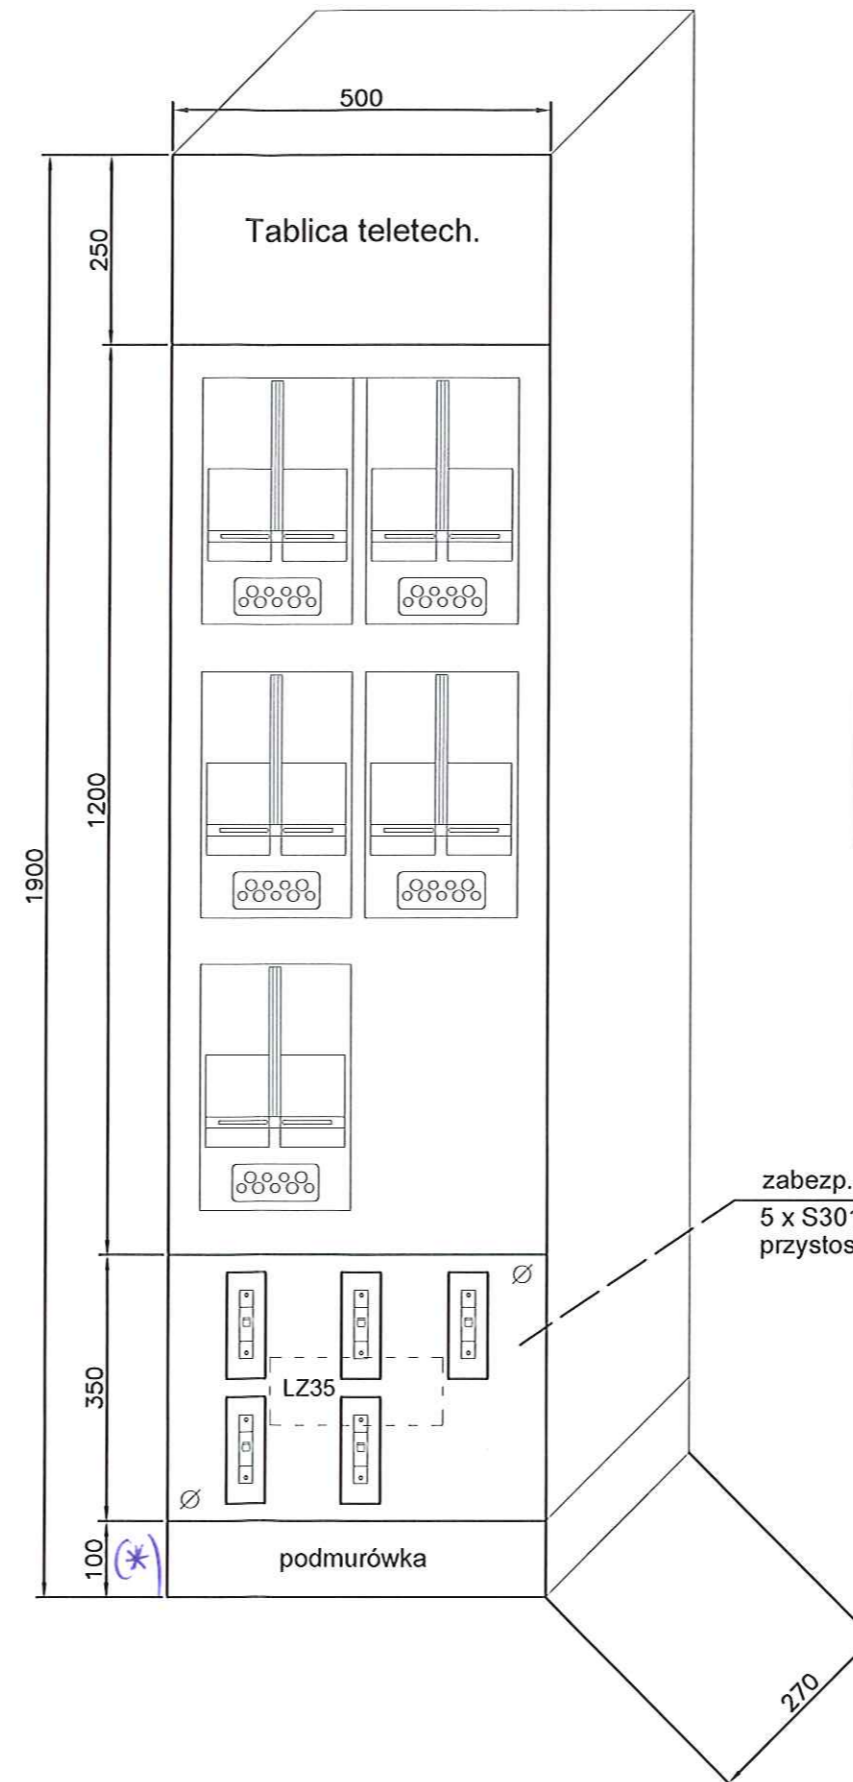 500
Tablica teletech.
250
1200
1900
zabezp.
5 x S301
przystos
LZ35
350
100
(*)
podmurówka
270